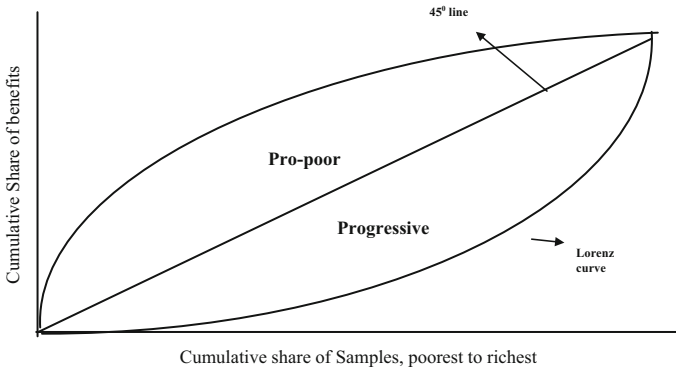 45⁰ line
Cumulative Share of benefits
Pro-poor
Progressive
Lorenz
curve
Cumulative share of Samples, poorest to richest